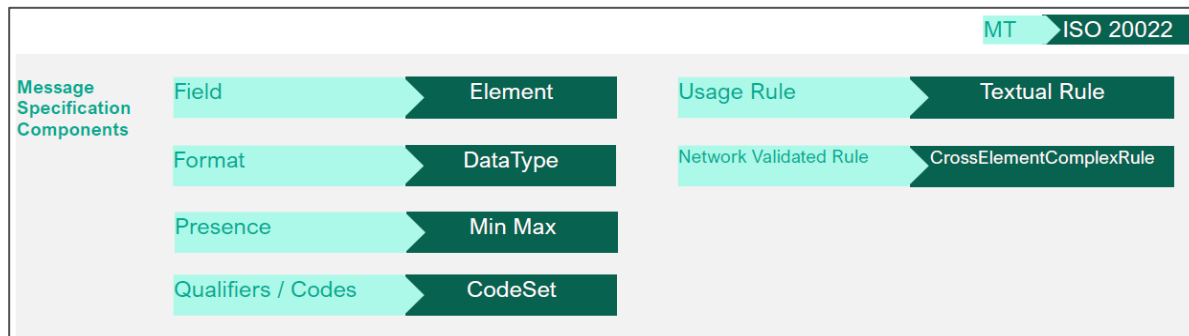 MT ISO 20022
Message
Specification
Components
Field Element
Format DataType
Presence Min Max
Qualifiers / Codes CodeSet
Usage Rule Textual Rule
Network Validated Rule CrossElementComplexRule